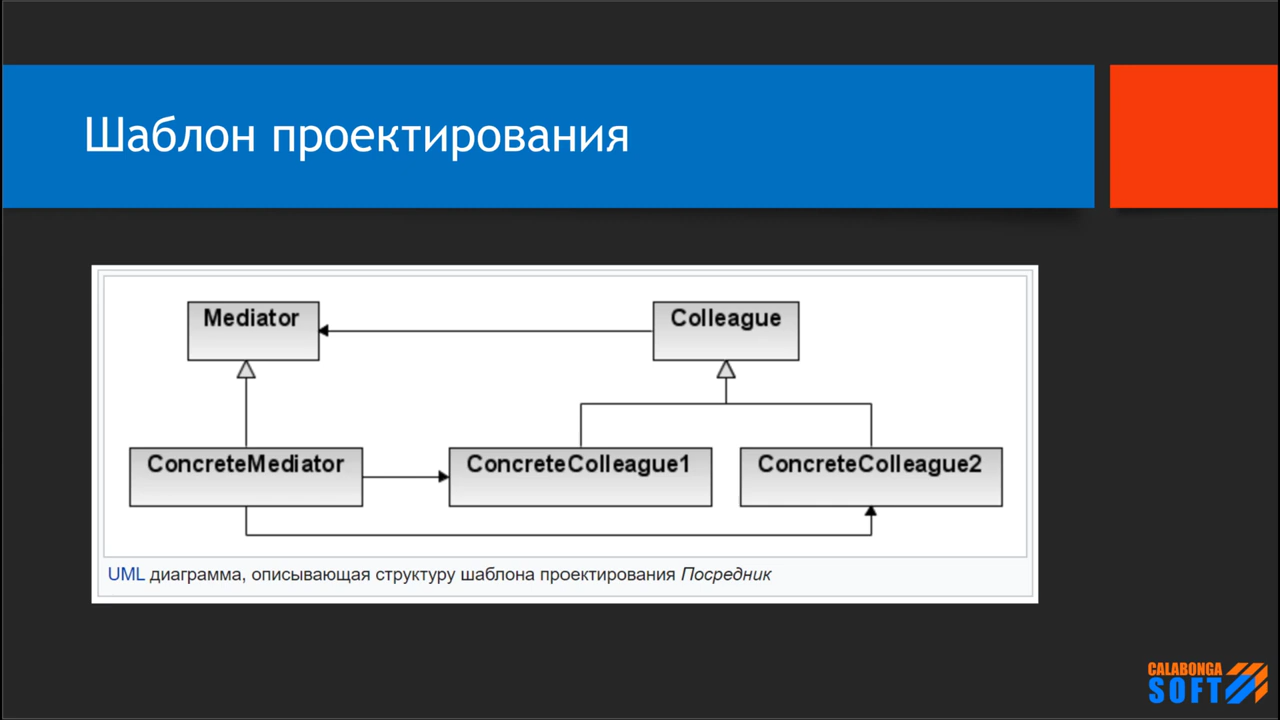 Шаблон проектирования
Mediator
Colleague
ConcreteMediator
ConcreteColleague1
ConcreteColleague2
UML диаграмма, описывающая структуру шаблона проектирования Посредник
CALABONGA
SOFT